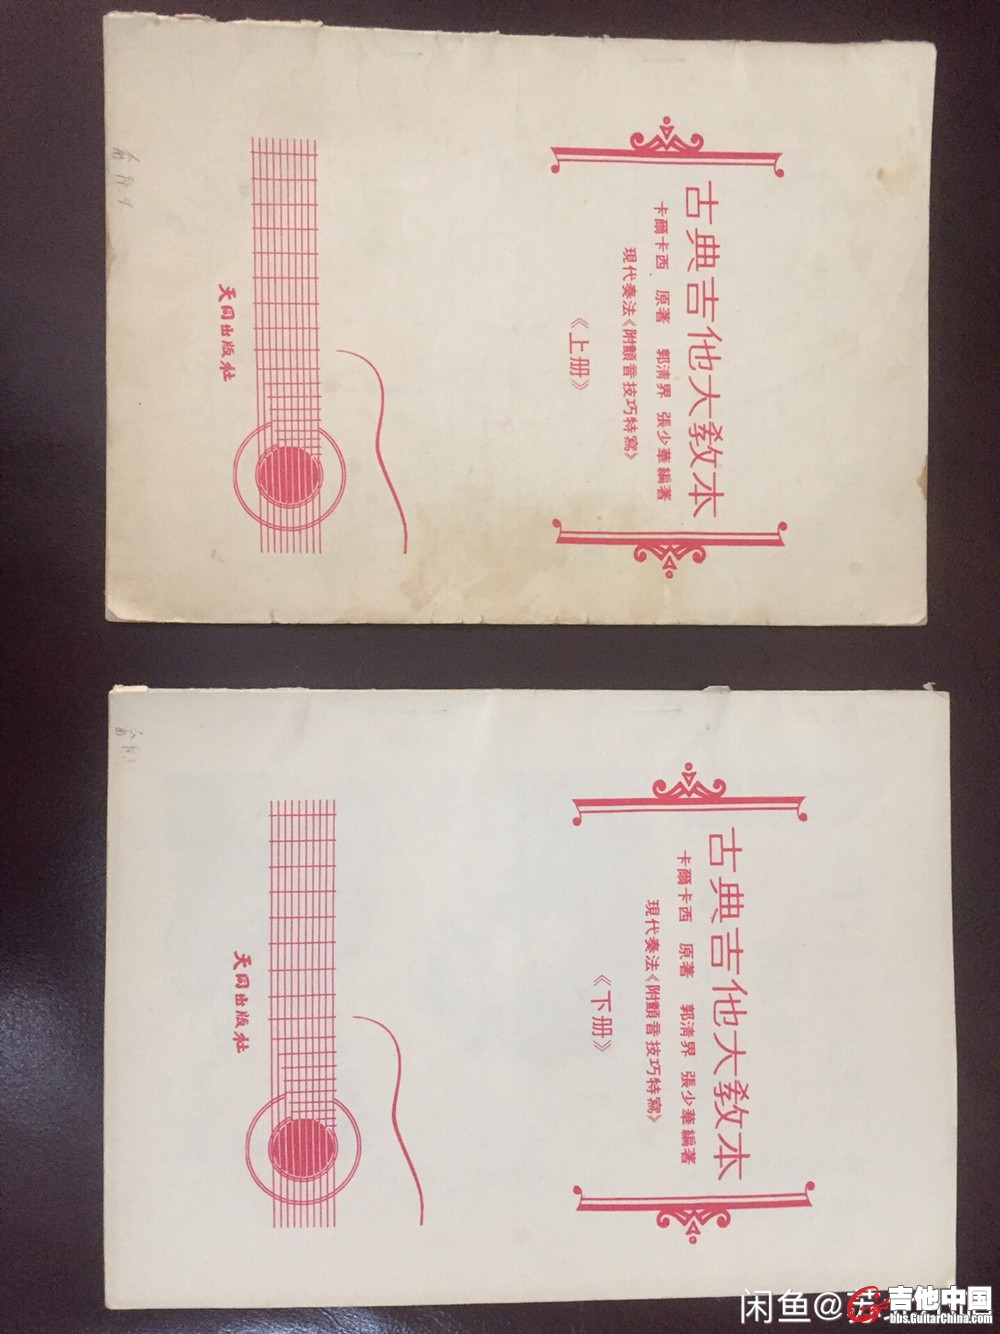 古典吉他大教本
卡爾卡西 原著 郭清界 張少華編著
現代奏法《附顫音技巧特寫》
《上册》
天同出版社
古典吉他大教本
卡爾卡西 原著 郭清界 張少華編著
現代奏法《附顫音技巧特寫》
《下册》
天同出版社
闲鱼@
吉他中国
bbs.GuitarChina.com